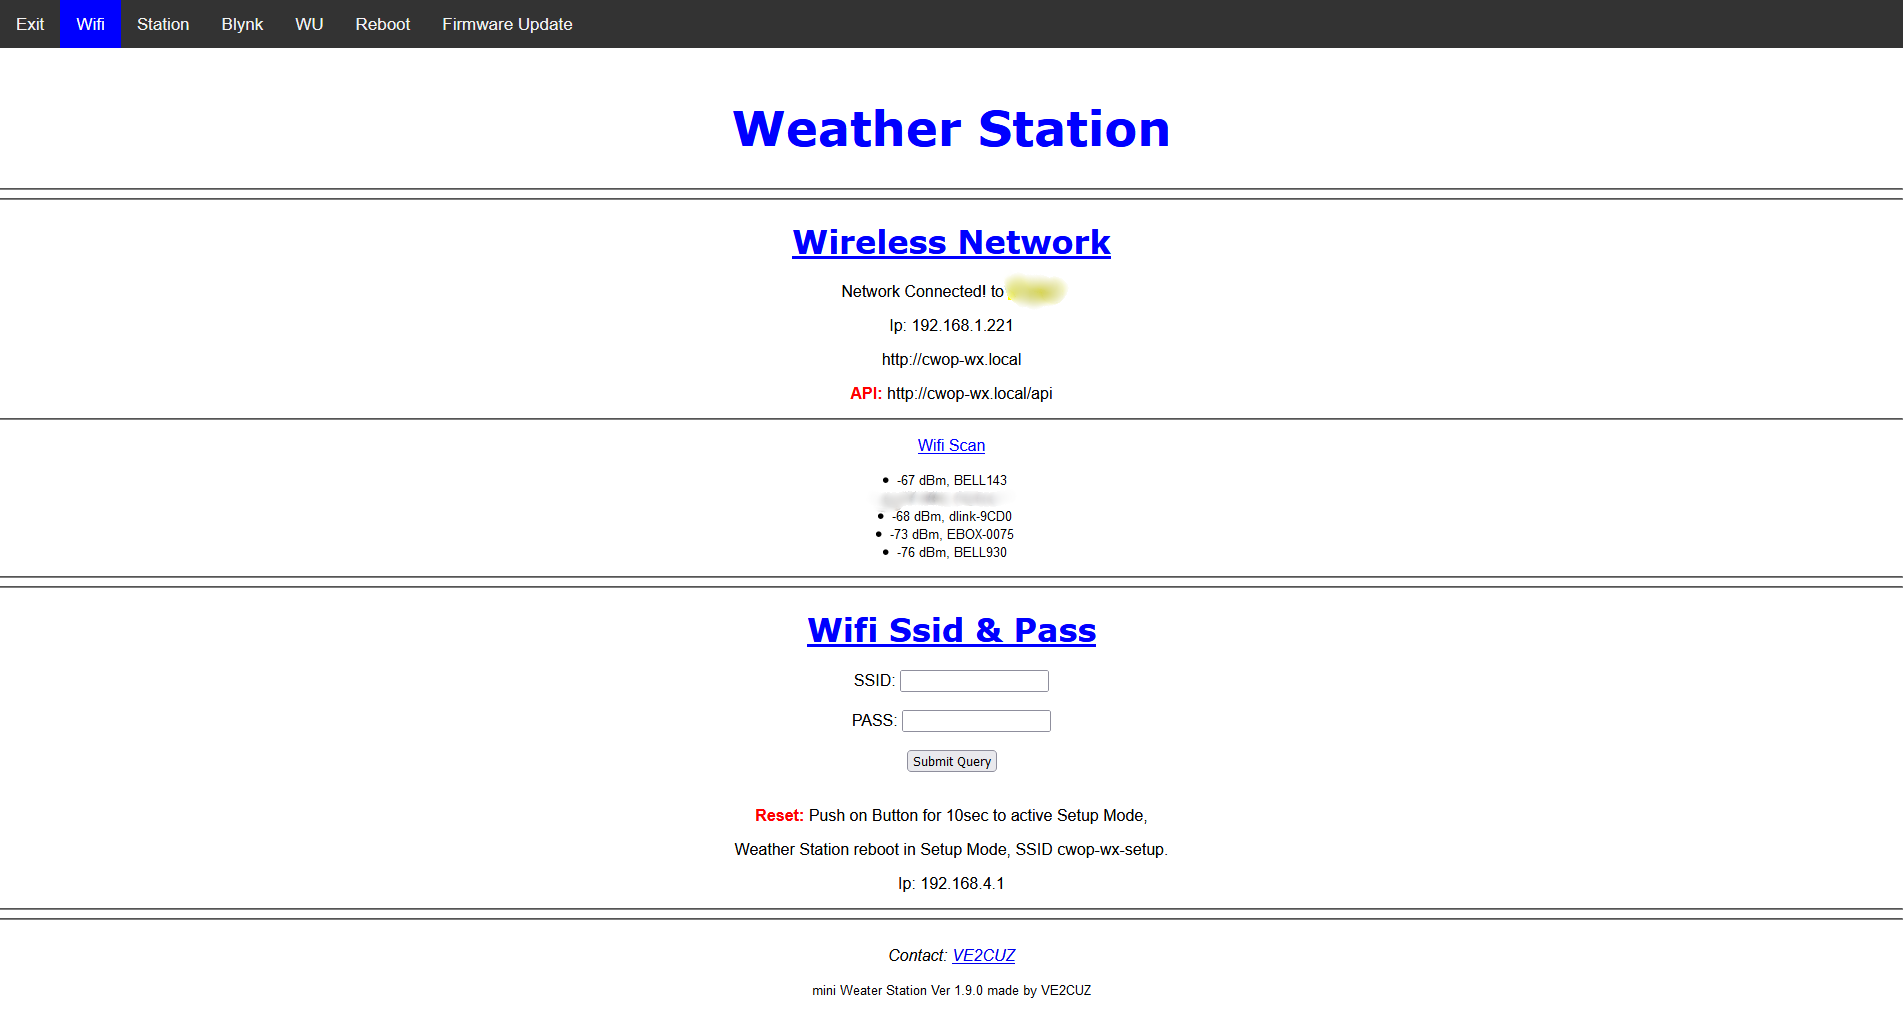 Exit Wifi Station Blynk WU Reboot Firmware Update
Weather Station
Wireless Network
Network Connected! to
Ip: 192.168.1.221
http://cwop-wx.local
API: http://cwop-wx.local/api
Wifi Scan
-67 dBm, BELL143
-68 dBm, dlink-9CD0
-73 dBm, EBOX-0075
-76 dBm, BELL930
Wifi Ssid & Pass
SSID:
PASS:
Submit Query
Reset: Push on Button for 10sec to active Setup Mode,
Weather Station reboot in Setup Mode, SSID cwop-wx-setup.
Ip: 192.168.4.1
Contact: VE2CUZ
mini Weater Station Ver 1.9.0 made by VE2CUZ